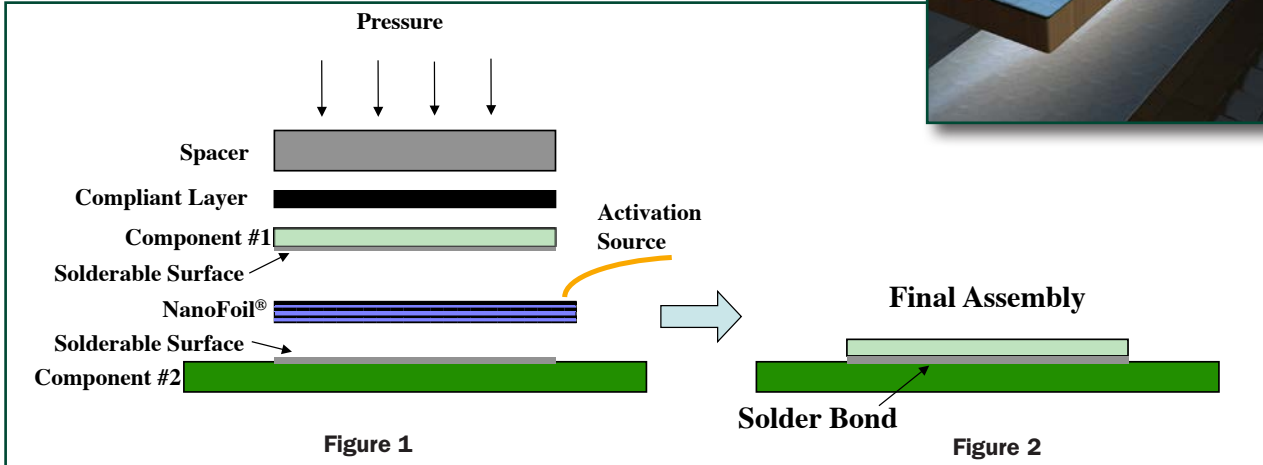 Pressure
Spacer
Compliant Layer
Activation
Source
Component #1
Solderable Surface
NanoFoil®
Final Assembly
Solderable Surface
Component #2
Solder Bond
Figure 1
Figure 2